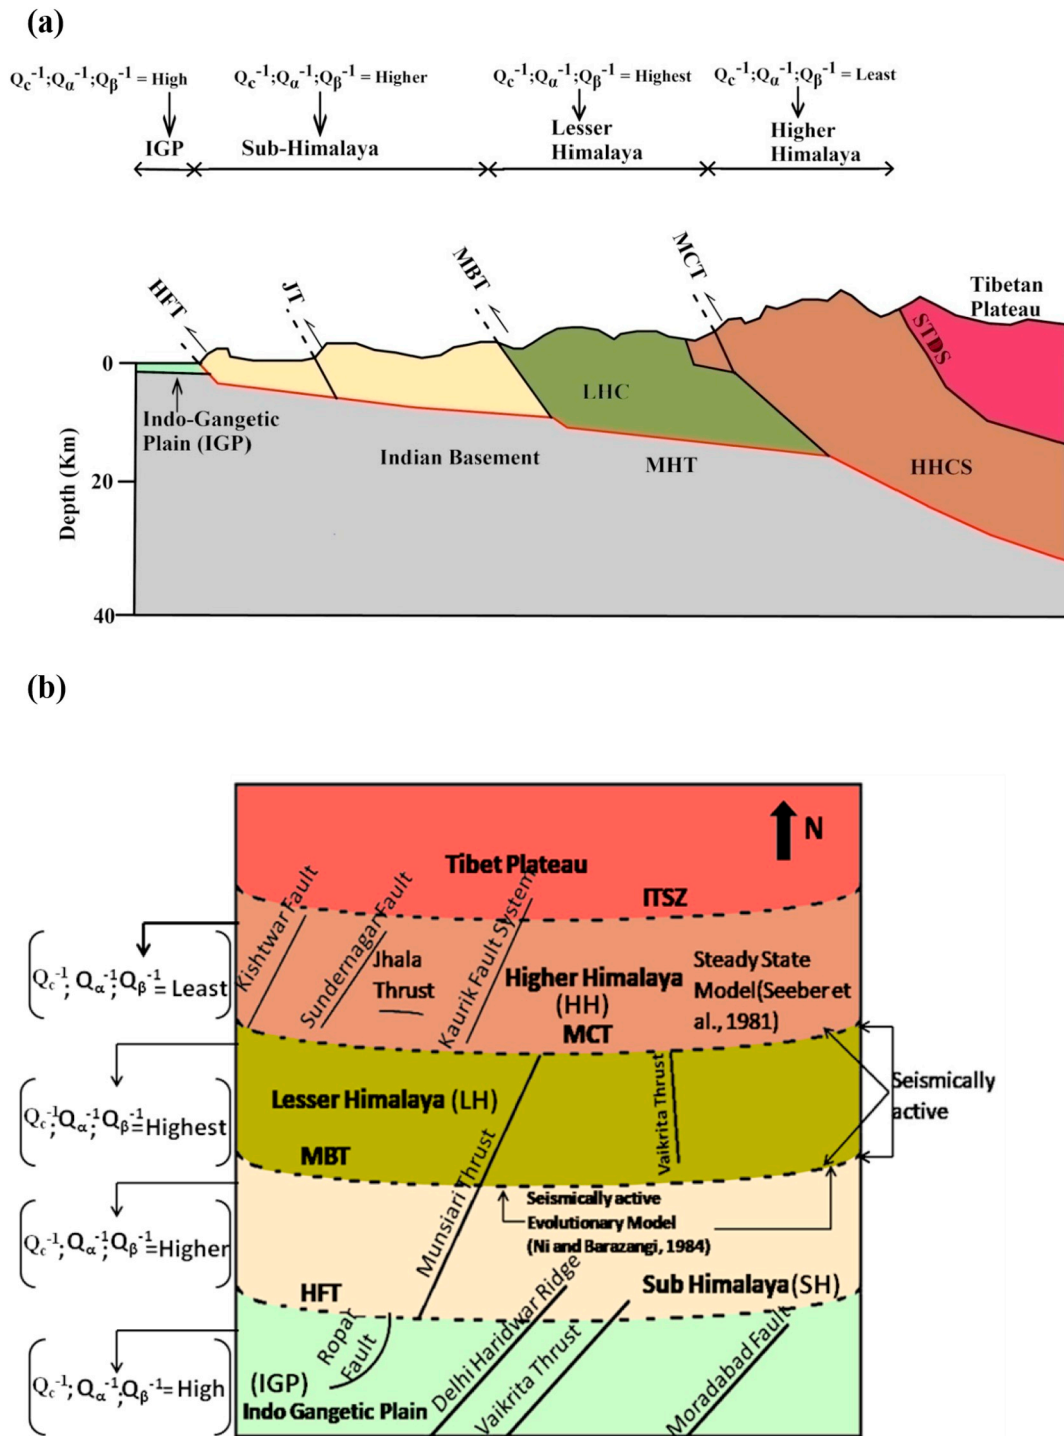 (a)
Qc⁻¹;Qα⁻¹;Qβ⁻¹ = High
Qc⁻¹;Qα⁻¹;Qβ⁻¹ = Higher
Qc⁻¹;Qα⁻¹;Qβ⁻¹ = Highest
Qc⁻¹;Qα⁻¹;Qβ⁻¹ = Least
IGP
Sub-Himalaya
Lesser
Himalaya
Higher
Himalaya
HFT
JT
MBT
MCT
Tibetan
Plateau
STDS
0
LHC
Indo-Gangetic
Plain (IGP)
Indian Basement
MHT
HHCS
20
40
Depth (Km)
(b)
N
Tibet Plateau
ITSZ
Kishtwar Fault
Sundernagar Fault
Kaurik Fault System
Jhala
Thrust
Higher Himalaya
(HH)
MCT
Steady State
Model(Seeber et
al., 1981)
Qc⁻¹; Qα⁻¹;Qβ⁻¹= Least
Seismically
active
Lesser Himalaya (LH)
MBT
Munsiari Thrust
Vaikrita Thrust
Qc⁻¹Qα⁻¹; Qβ⁻¹=Highest
Seismically active
Evolutionary Model
(Ni and Barazangi, 1984)
Qc⁻¹; Qα⁻¹; Qβ⁻¹=Higher
HFT
Sub Himalaya (SH)
Ropar
Fault
Delhi Haridwar Ridge
Vaikrita Thrust
Moradabad Fault
Qc⁻¹; Qα⁻¹;Qβ⁻¹= High
(IGP)
Indo Gangetic Plain